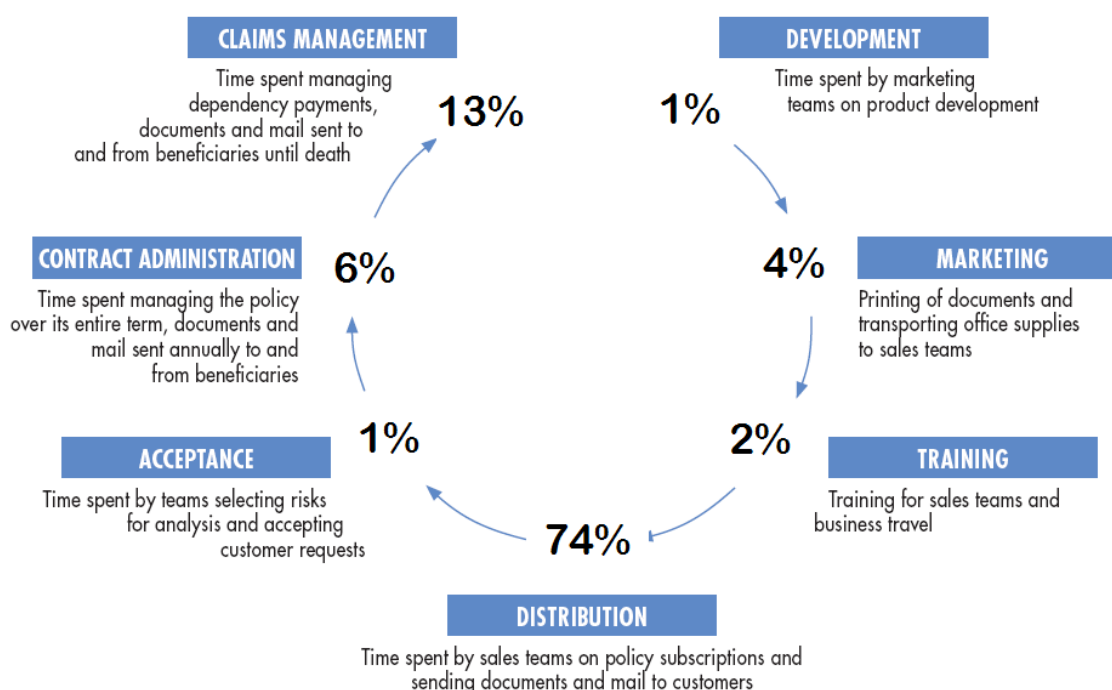 CLAIMS MANAGEMENT
Time spent managing
dependency payments,
documents and mail sent to
and from beneficiaries until death
13%
DEVELOPMENT
Time spent by marketing
teams on product development
1%
MARKETING
Printing of documents and
transporting office supplies
to sales teams
4%
TRAINING
Training for sales teams and
business travel
2%
74%
DISTRIBUTION
Time spent by sales teams on policy subscriptions and
sending documents and mail to customers
ACCEPTANCE
Time spent by teams selecting risks
for analysis and accepting
customer requests
1%
CONTRACT ADMINISTRATION
Time spent managing the policy
over its entire term, documents and
mail sent annually to and
from beneficiaries
6%